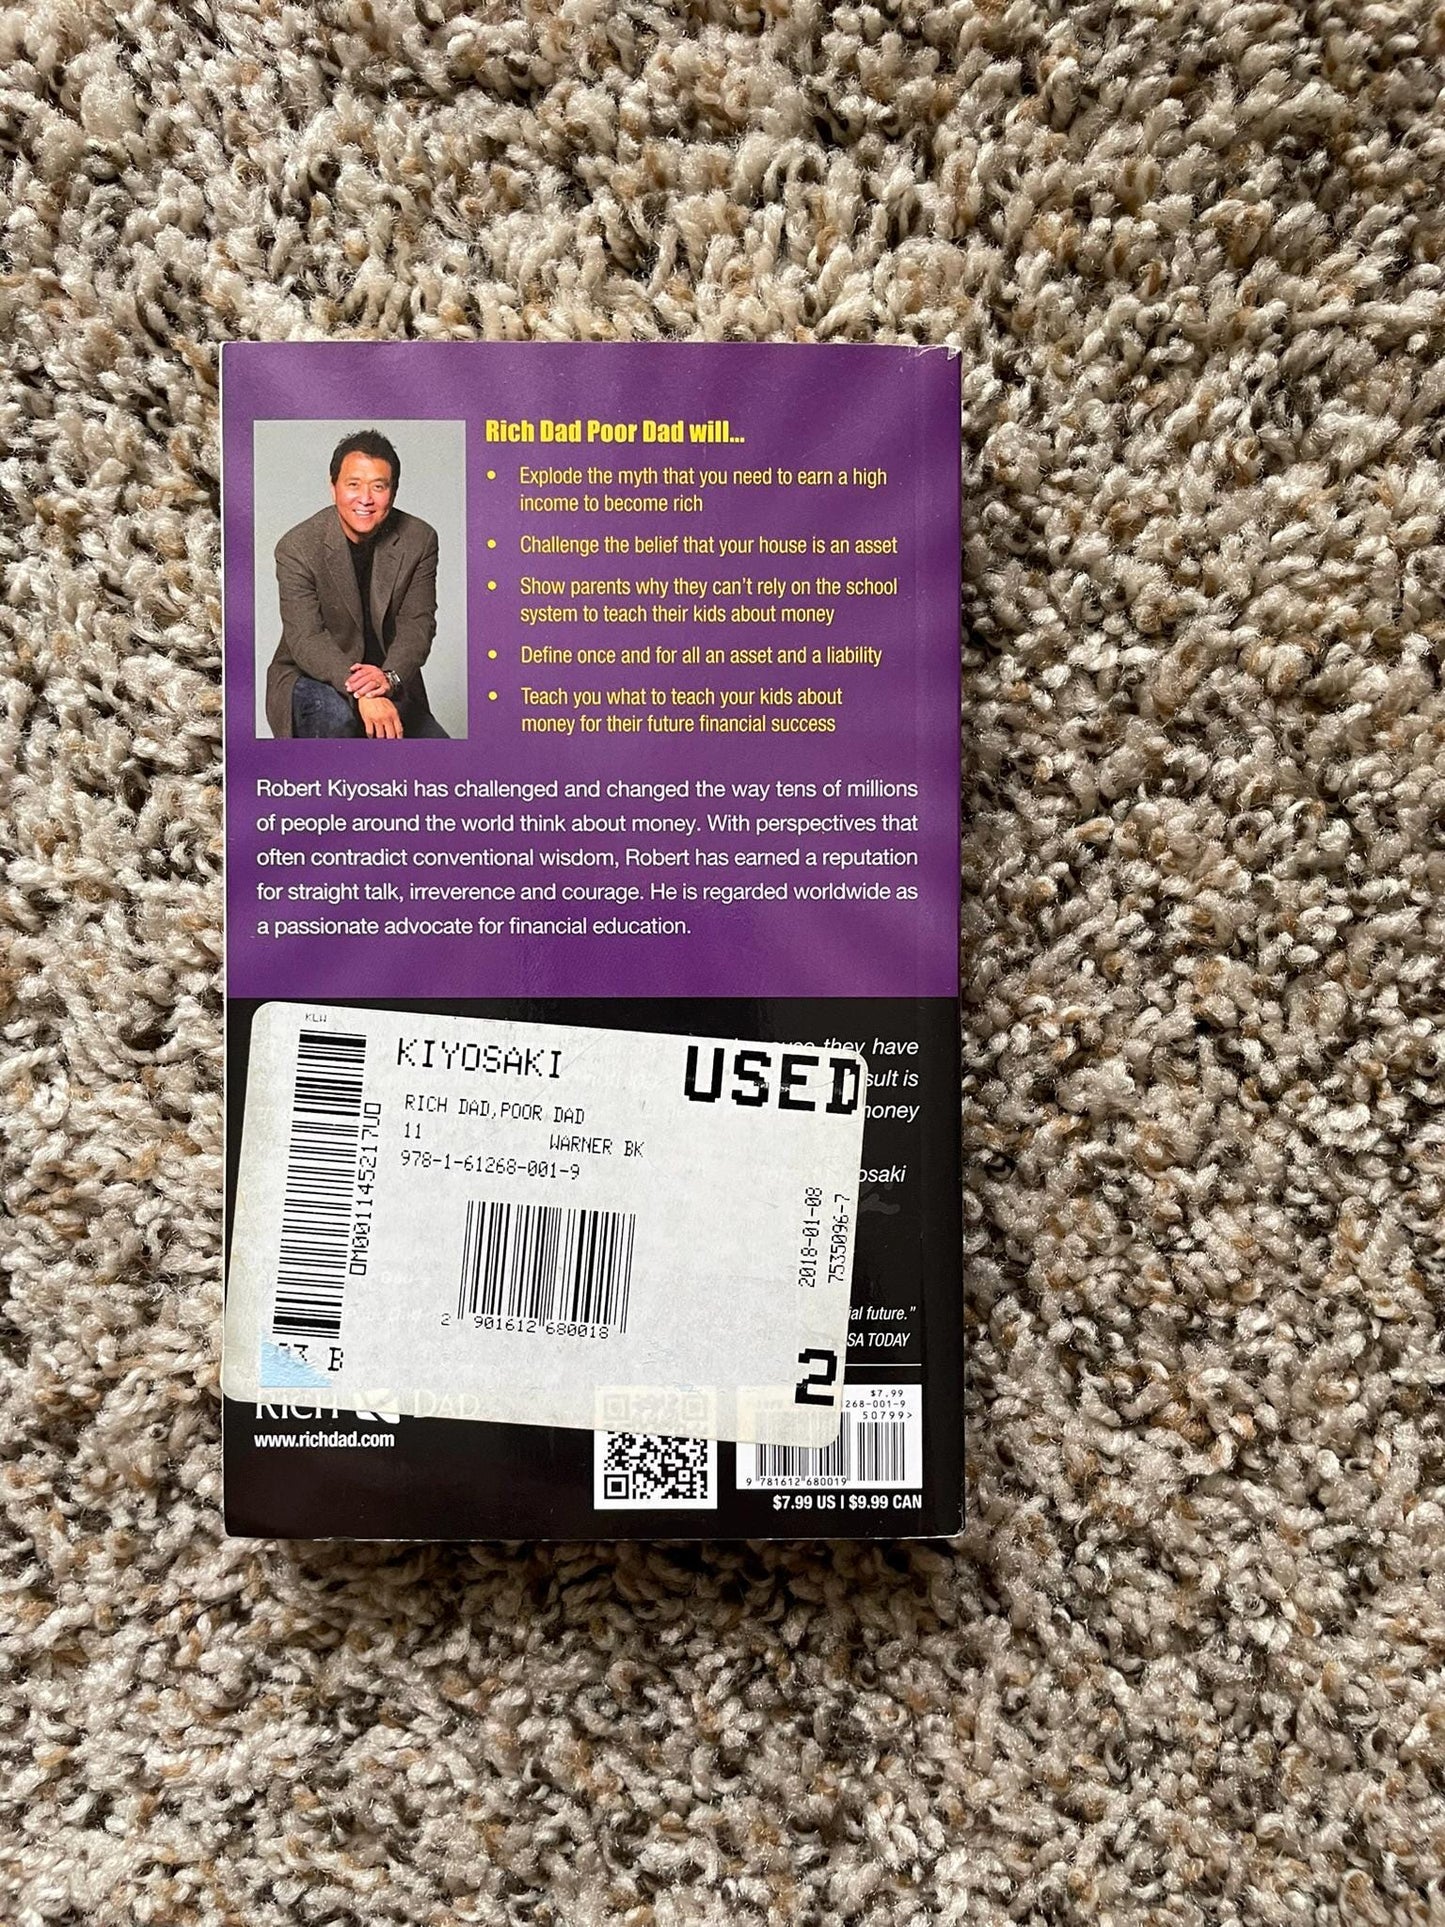 Rich Dad Poor Dad will...
• Explode the myth that you need to earn a high
income to become rich
• Challenge the belief that your house is an asset
• Show parents why they can't rely on the school
system to teach their kids about money
• Define once and for all an asset and a liability
• Teach you what to teach your kids about
money for their future financial success
Robert Kiyosaki has challenged and changed the way tens of millions
of people around the world think about money. With perspectives that
often contradict conventional wisdom, Robert has earned a reputation
for straight talk, irreverence and courage. He is regarded worldwide as
a passionate advocate for financial education.
they have
is
KLW
KIYOSAKI
USED
RICH DAD,POOR DAD
11 WARNER BK
978-1-61268-001-9
0M001145217U0
2 901612 680018
2018-01-08
7535096-7
B
2
future."
TODAY
RICH DAD
www.richdad.com
$7.99
50799>
9 781612 680019
$7.99 US | $9.99 CAN